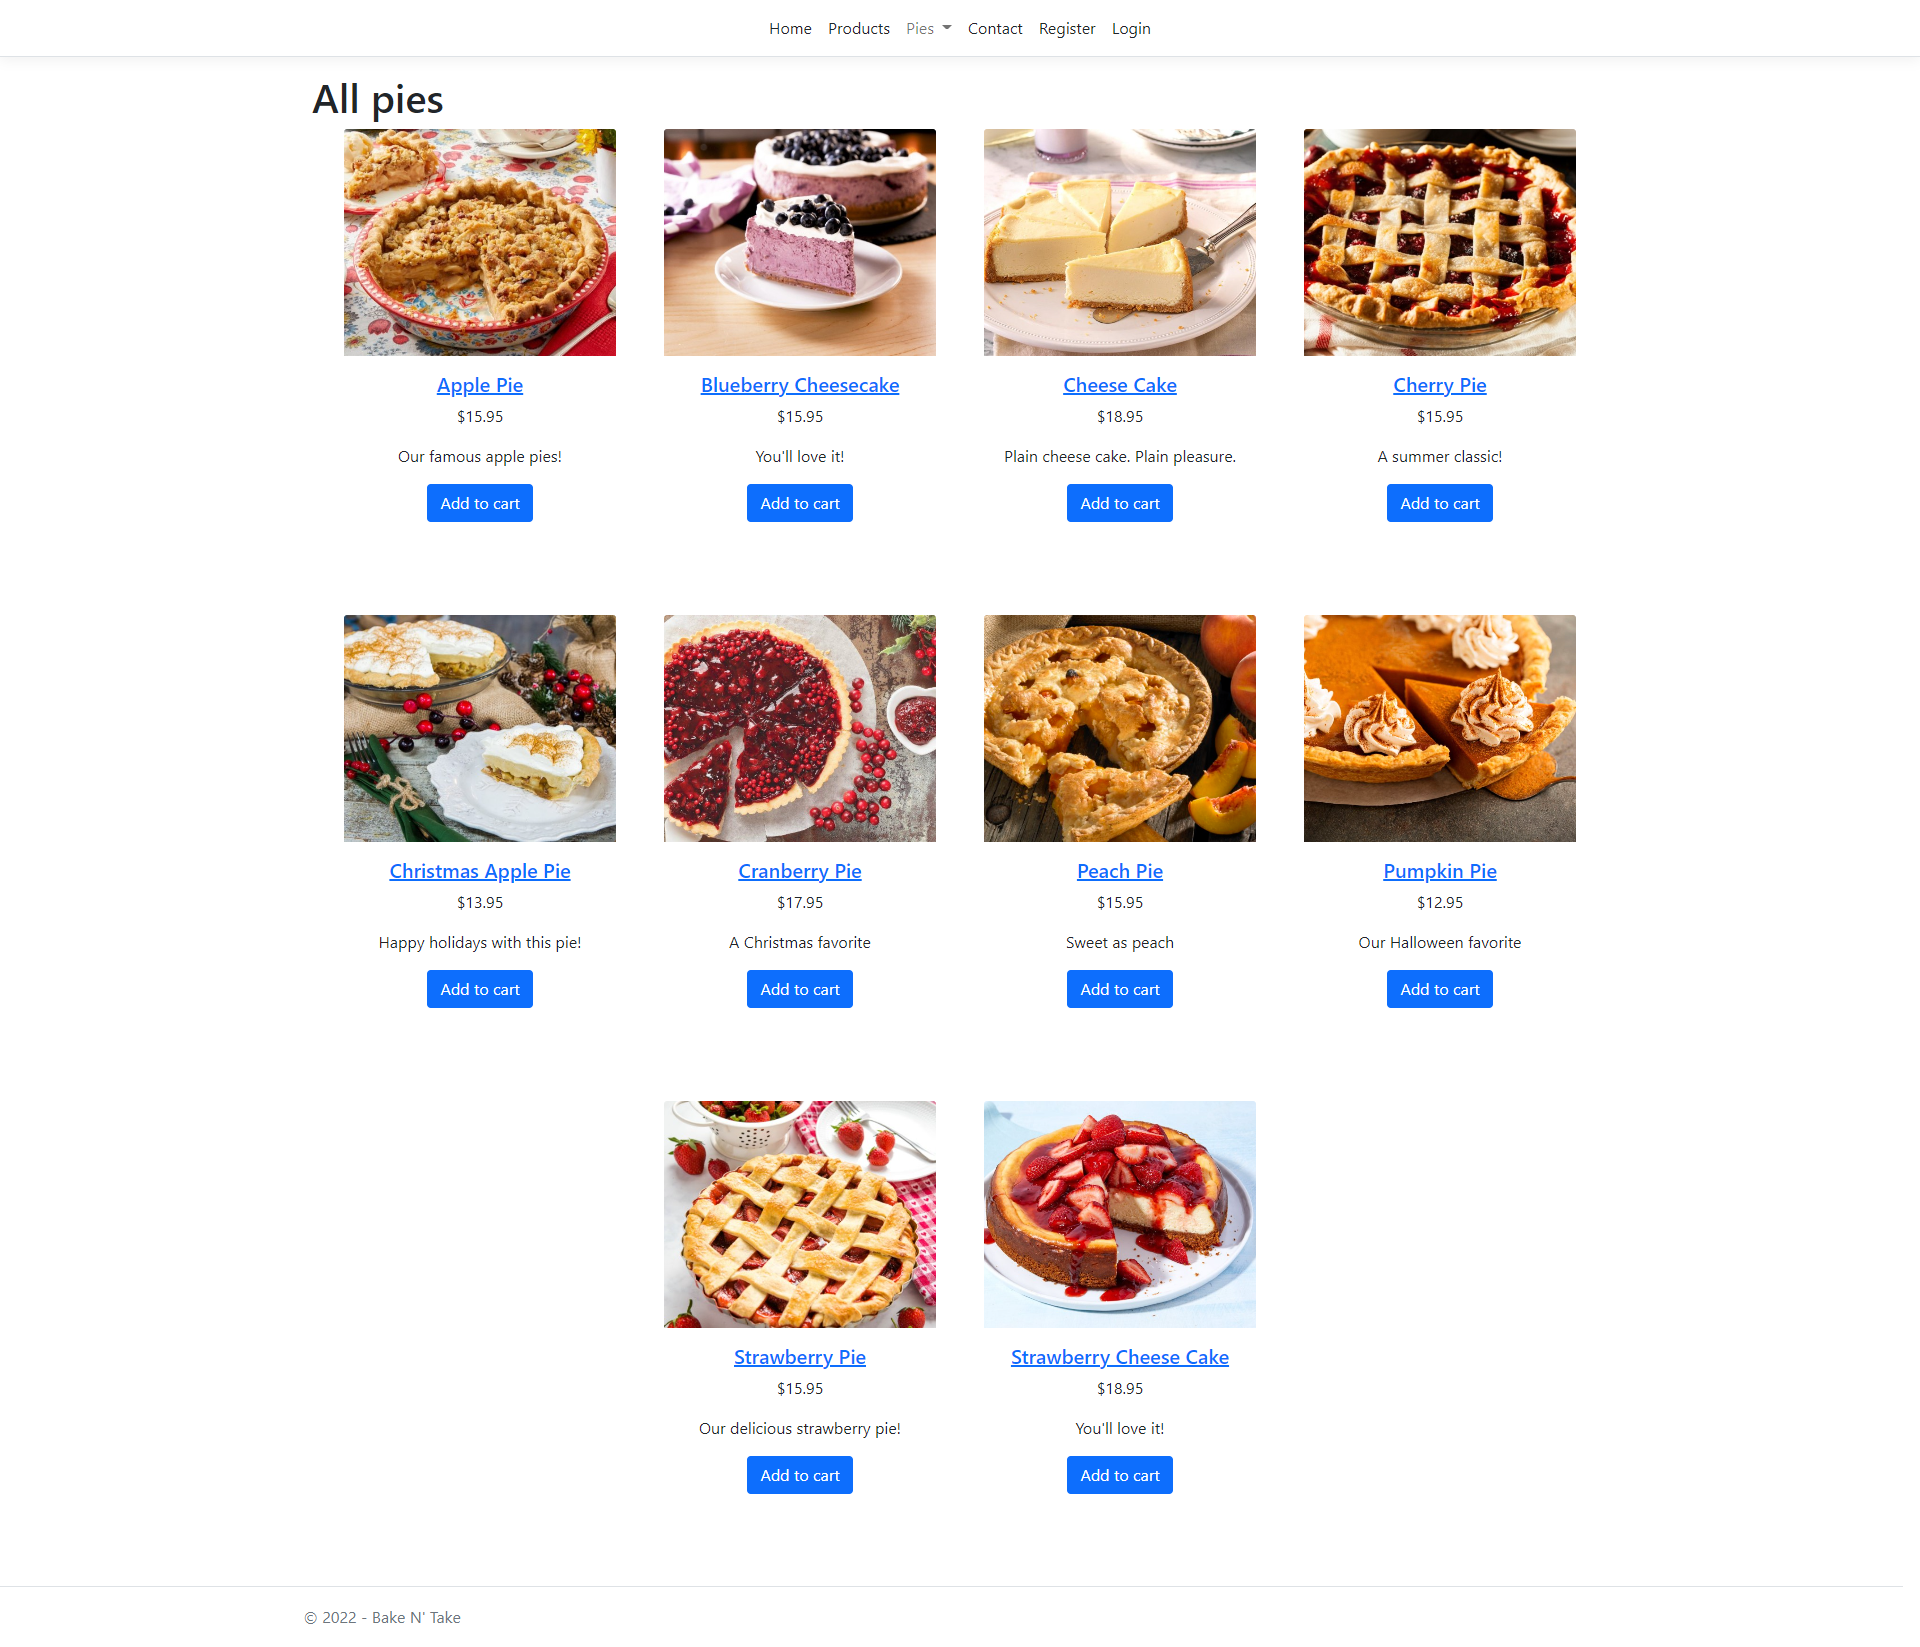 Home Products Pies Contact Register Login
All pies
Apple Pie
$15.95
Our famous apple pies!
Add to cart
Blueberry Cheesecake
$15.95
You'll love it!
Add to cart
Cheese Cake
$18.95
Plain cheese cake. Plain pleasure.
Add to cart
Cherry Pie
$15.95
A summer classic!
Add to cart
Christmas Apple Pie
$13.95
Happy holidays with this pie!
Add to cart
Cranberry Pie
$17.95
A Christmas favorite
Add to cart
Peach Pie
$15.95
Sweet as peach
Add to cart
Pumpkin Pie
$12.95
Our Halloween favorite
Add to cart
Strawberry Pie
$15.95
Our delicious strawberry pie!
Add to cart
Strawberry Cheese Cake
$18.95
You'll love it!
Add to cart
© 2022 - Bake N' Take